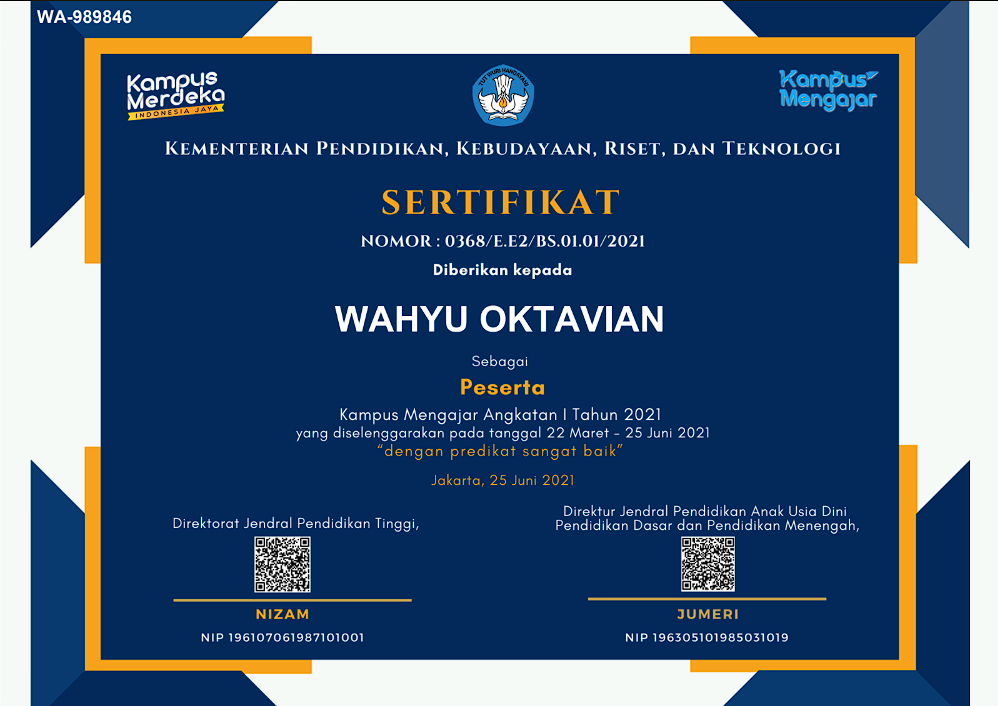 WA-989846
Kampus
Merdeka
INDONESIA JAYA
TUT WURI HANDAYANI
Kampus
Mengajar
KEMENTERIAN PENDIDIKAN, KEBUDAYAAN, RISET, DAN TEKNOLOGI
SERTIFIKAT
NOMOR : 0368/E.E2/BS.01.01/2021
Diberikan kepada
WAHYU OKTAVIAN
Sebagai
Peserta
Kampus Mengajar Angkatan I Tahun 2021
yang diselenggarakan pada tanggal 22 Maret - 25 Juni 2021
“dengan predikat sangat baik”
Jakarta, 25 Juni 2021
Direktorat Jendral Pendidikan Tinggi,
NIZAM
NIP 196107061987101001
Direktur Jendral Pendidikan Anak Usia Dini
Pendidikan Dasar dan Pendidikan Menengah,
JUMERI
NIP 196305101985031019